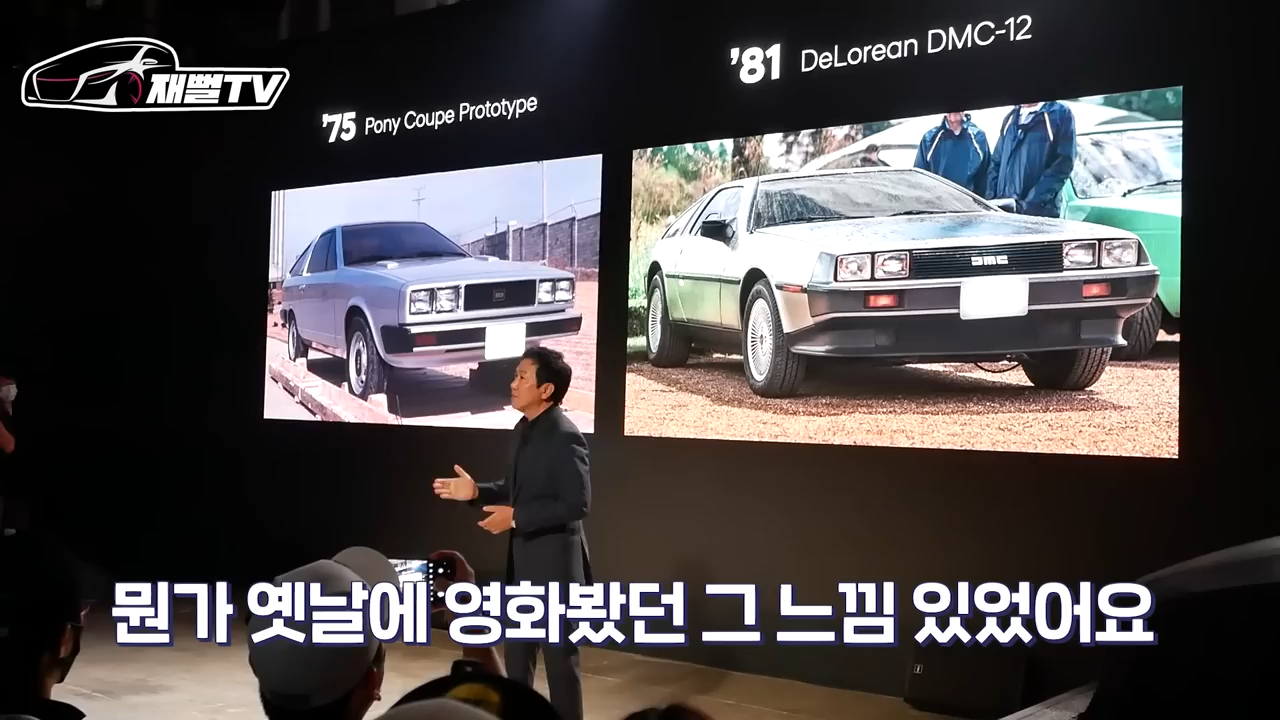 재뻘TV
'75 Pony Coupe Prototype
'81 DeLorean DMC-12
DMC
뭔가 옛날에 영화봤던 그 느낌 있었어요